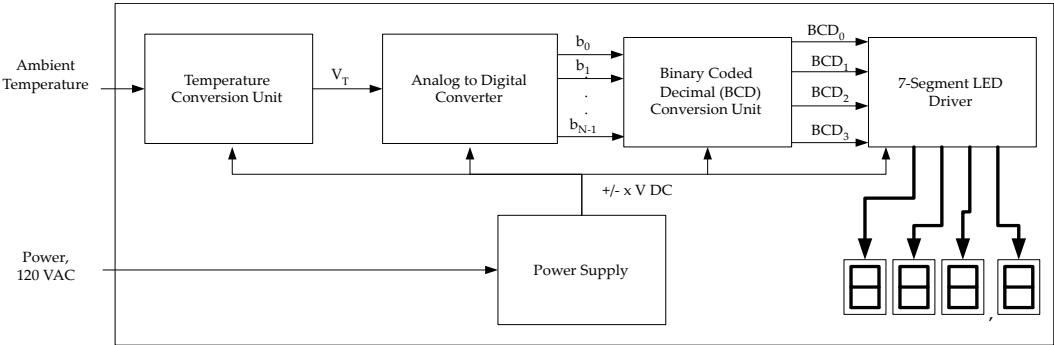 Ambient
Temperature
Temperature
Conversion Unit
V_T
Analog to Digital
Converter
b_0
b_1
.
.
.
b_N-1
Binary Coded
Decimal (BCD)
Conversion Unit
BCD_0
BCD_1
BCD_2
BCD_3
7-Segment LED
Driver
+/- x V DC
Power,
120 VAC
Power Supply
,